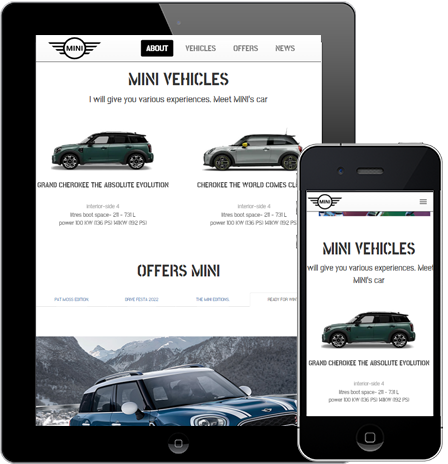 MINI
ABOUT VEHICLES OFFERS NEWS
MINI VEHICLES
I will give you various experiences. Meet MINI's car
GRAND CHEROKEE THE ABSOLUTE EVOLUTION
interior-side 4
litres boot space- 211 - 731 L
power 100 KW (136 PS) 141KW (192 PS)
CHEROKEE THE WORLD COMES CL
interior-side 4
litres boot space- 211 - 731 L
power 100 KW (136 PS) 141KW (192 PS)
OFFERS MINI
PAT MOSS EDITION DRIVE FESTA 2022 THE MINI EDITIONS READY FOR
MINI
MINI VEHICLES
will give you various experiences. Meet
MINI's car
GRAND CHEROKEE THE ABSOLUTE EVOLUTION
interior-side 4
litres boot space- 211 - 731 L
power 100 KW (136 PS) 141KW (192 PS)